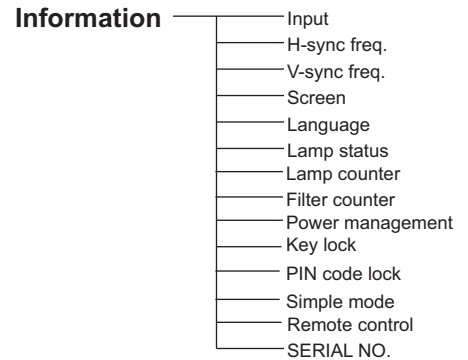 Information
Input
H-sync freq.
V-sync freq.
Screen
Language
Lamp status
Lamp counter
Filter counter
Power management
Key lock
PIN code lock
Simple mode
Remote control
SERIAL NO.